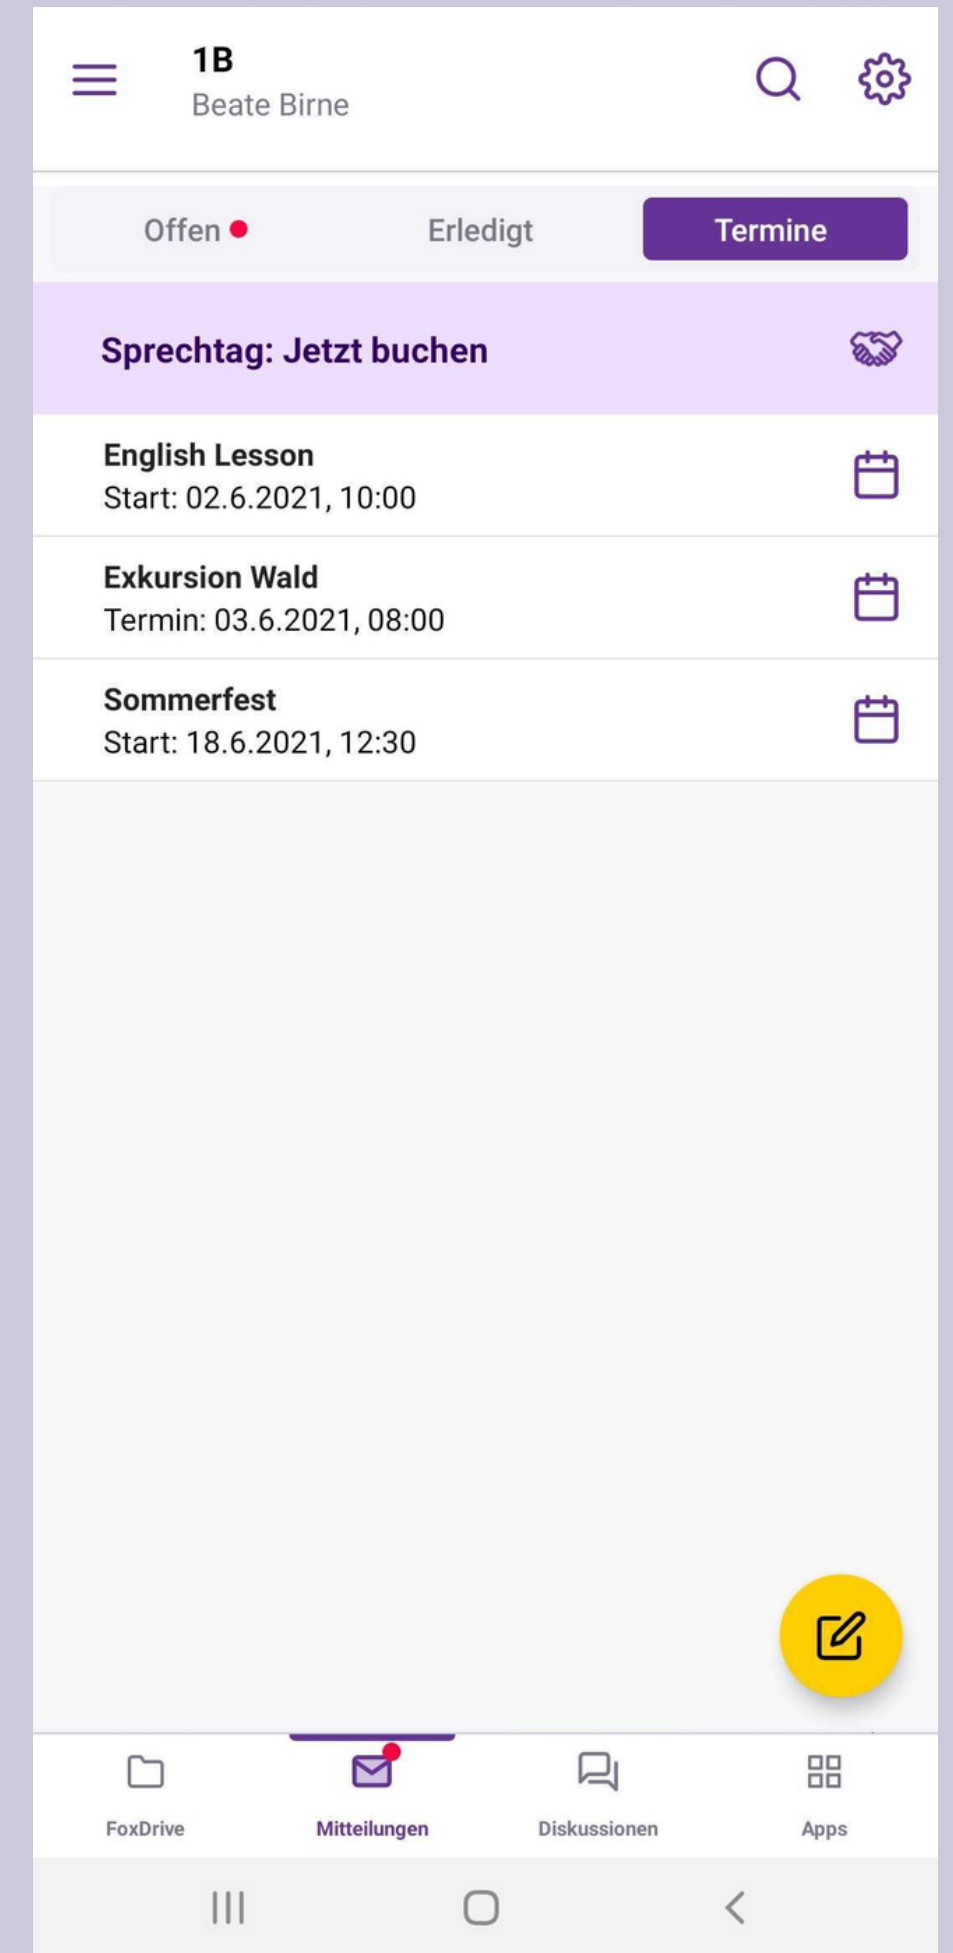 1B
Beate Birne
Offen
Erledigt
Termine
Sprechtag: Jetzt buchen
English Lesson
Start: 02.6.2021, 10:00
Exkursion Wald
Termin: 03.6.2021, 08:00
Sommerfest
Start: 18.6.2021, 12:30
FoxDrive
Mitteilungen
Diskussionen
Apps